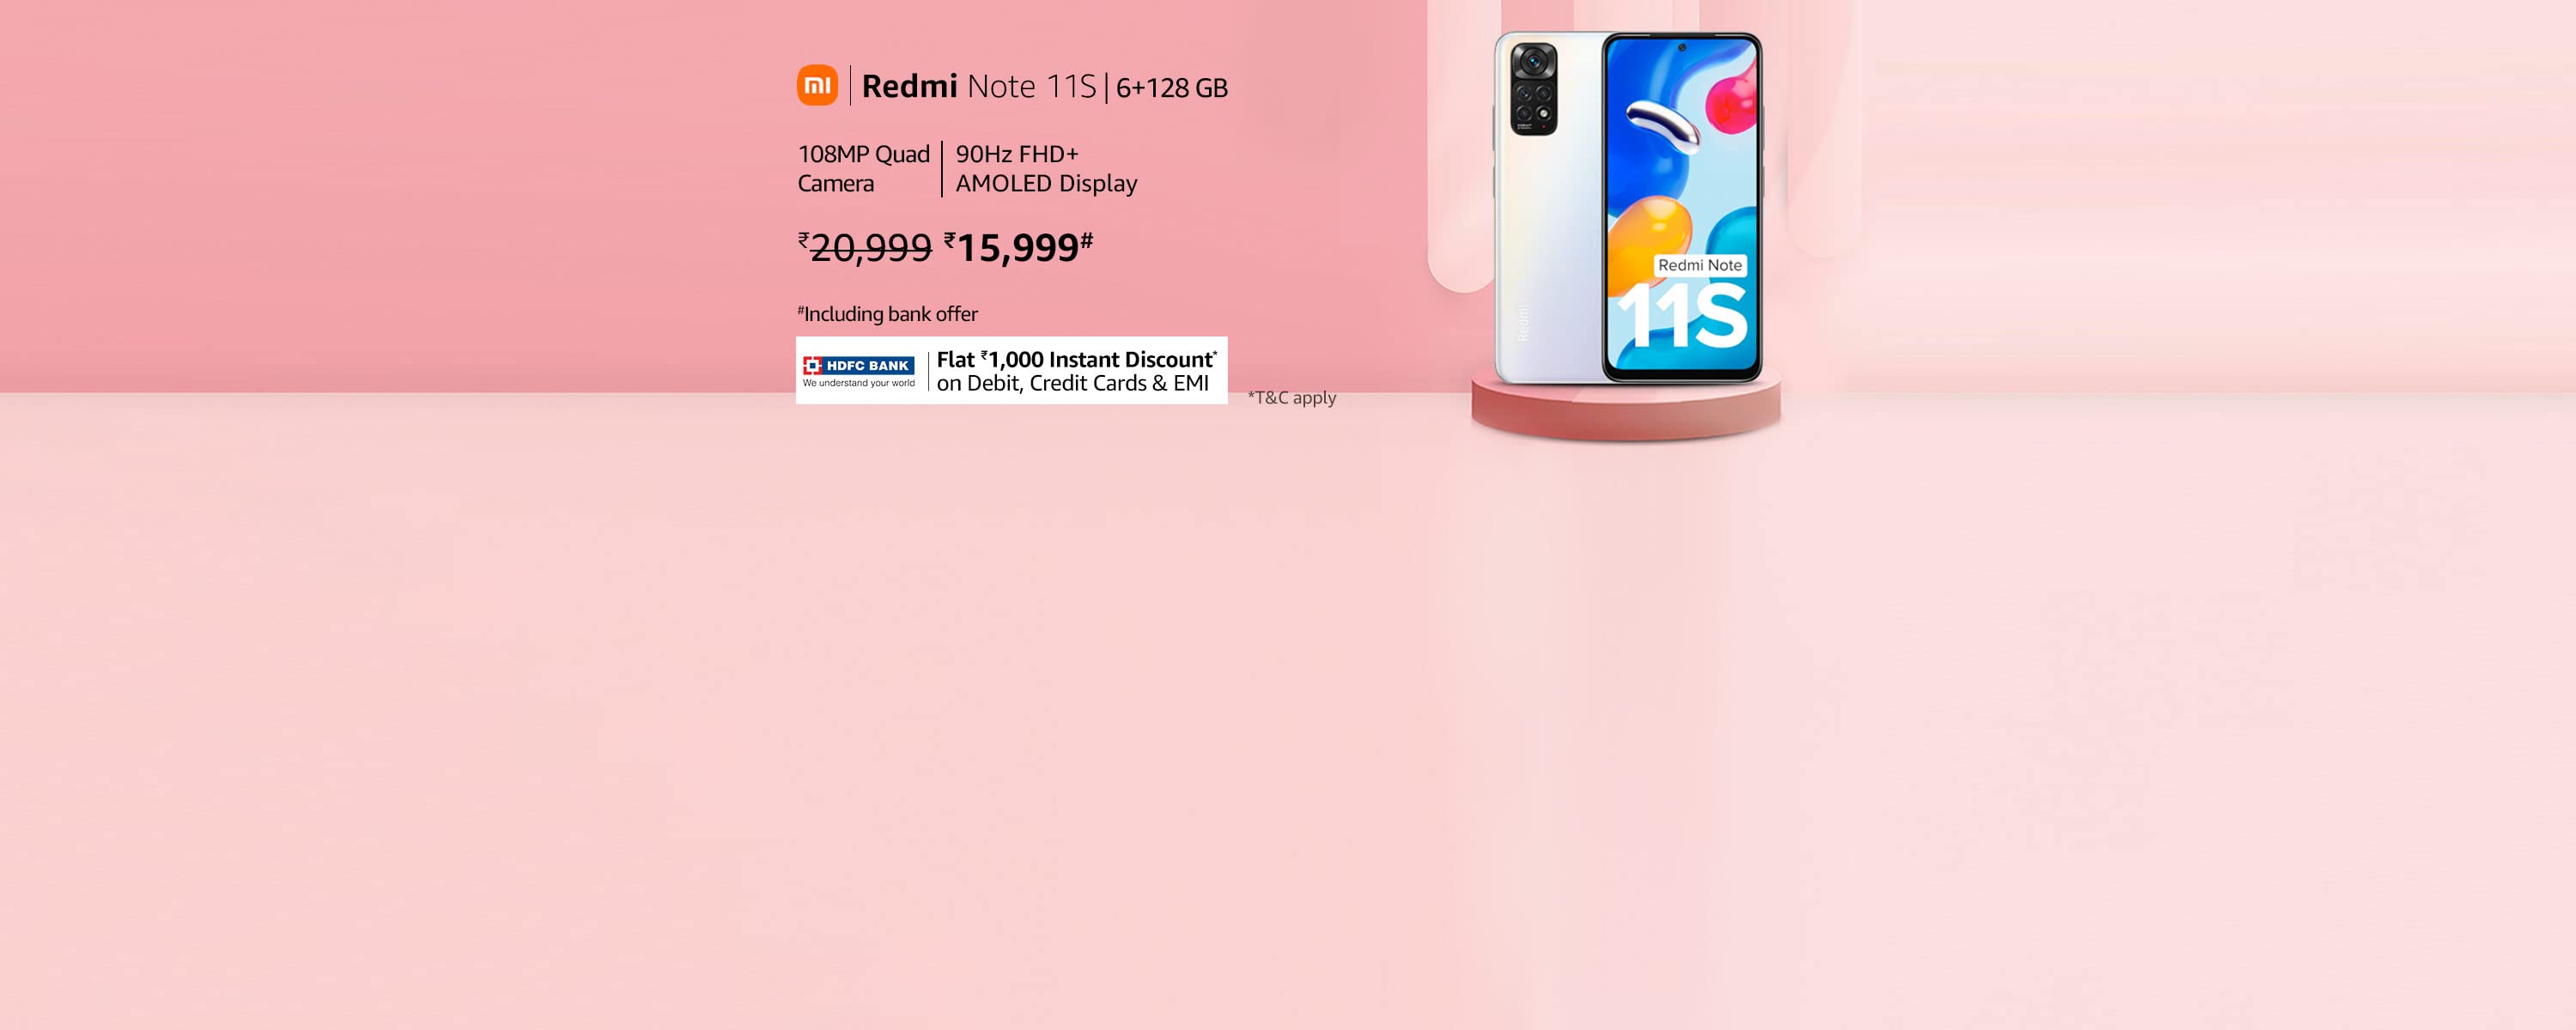 mi Redmi Note 11S | 6+128 GB
108MP Quad
Camera
90Hz FHD+
AMOLED Display
₹20,999 ₹15,999#
#Including bank offer
HDFC BANK
We understand your world
Flat ₹1,000 Instant Discount*
on Debit, Credit Cards & EMI
*T&C apply
Redmi
Redmi Note
11S